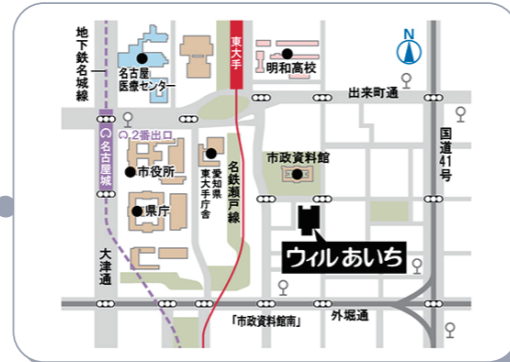 地下鉄名城線
名古屋
医療センター
東大手
明和高校
N
出来町通
2番出口
名古屋城
市役所
県庁
愛知県
東大手庁舎
名鉄瀬戸線
市政資料館
国道41号
ウィルあいち
大津通
「市政資料館南」
外堀通